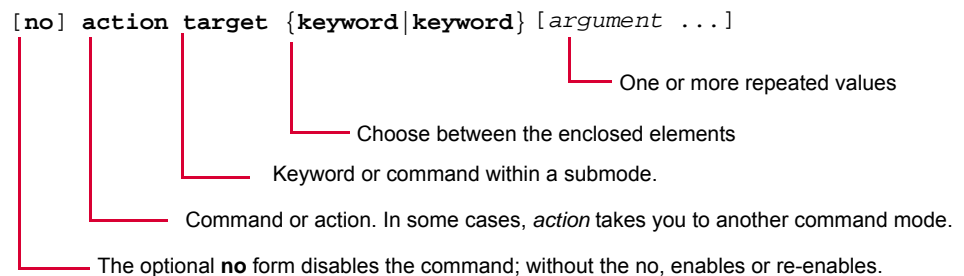 [no] action target {keyword|keyword} [argument ...]
One or more repeated values
Choose between the enclosed elements
Keyword or command within a submode.
Command or action. In some cases, action takes you to another command mode.
The optional no form disables the command; without the no, enables or re-enables.